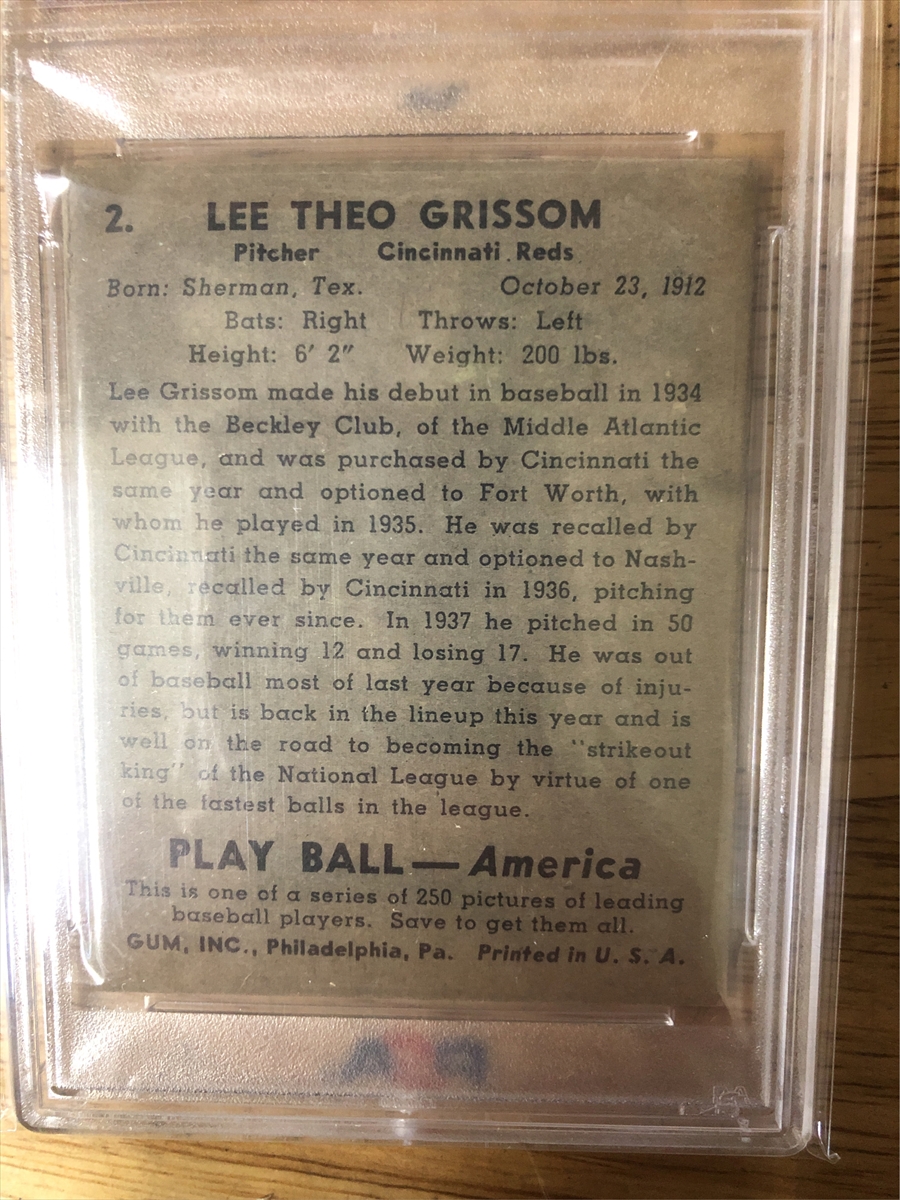 2. LEE THEO GRISSOM
Pitcher Cincinnati Reds
Born: Sherman, Tex. October 23, 1912
Bats: Right Throws: Left
Height: 6' 2" Weight: 200 lbs.
Lee Grissom made his debut in baseball in 1934
with the Beckley Club, of the Middle Atlantic
League, and was purchased by Cincinnati the
same year and optioned to Fort Worth, with
whom he played in 1935. He was recalled by
Cincinnati the same year and optioned to Nash-
ville, recalled by Cincinnati in 1936, pitching
for them ever since. In 1937 he pitched in 50
games, winning 12 and losing 17. He was out
of baseball most of last year because of inju-
ries, but is back in the lineup this year and is
well on the road to becoming the "strikeout
king" of the National League by virtue of one
of the fastest balls in the league.
PLAY BALL—America
This is one of a series of 250 pictures of leading
baseball players. Save to get them all.
GUM, INC., Philadelphia, Pa. Printed in U. S. A.